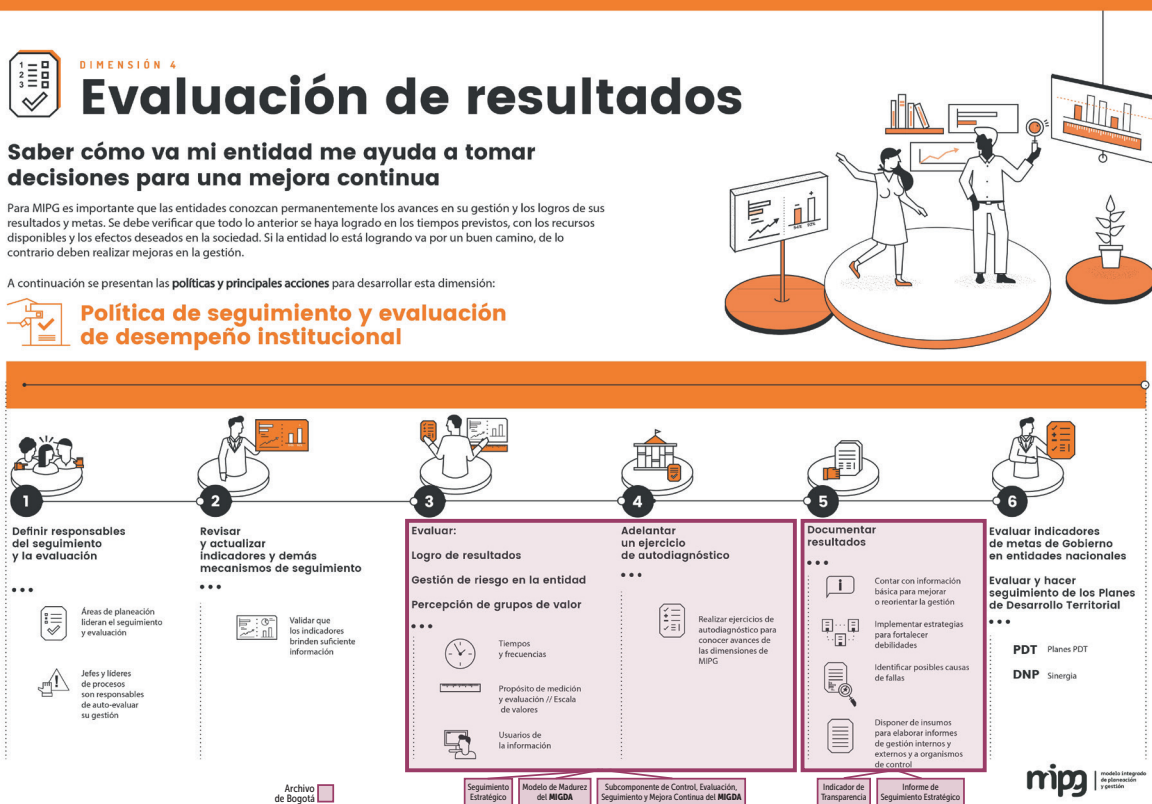 DIMENSIÓN 4
Evaluación de resultados
Saber cómo va mi entidad me ayuda a tomar
decisiones para una mejora continua
Para MIPG es importante que las entidades conozcan permanentemente los avances en su gestión y los logros de sus
resultados y metas. Se debe verificar que todo lo anterior se haya logrado en los tiempos previstos, con los recursos
disponibles y los efectos deseados en la sociedad. Si la entidad lo está logrando va por un buen camino, de lo
contrario deben realizar mejoras en la gestión.
A continuación se presentan las políticas y principales acciones para desarrollar esta dimensión:
Política de seguimiento y evaluación
de desempeño institucional
1
Definir responsables
del seguimiento
y la evaluación
Áreas de planeación
lideran el seguimiento
y evaluación
Jefes y líderes
de procesos
son responsables
de auto-evaluar
su gestión
2
Revisar
y actualizar
indicadores y demás
mecanismos de seguimiento
Validar que
los indicadores
brinden suficiente
información
3
Evaluar:
Logro de resultados
Gestión de riesgo en la entidad
Percepción de grupos de valor
Tiempos
y frecuencias
Propósito de medición
y evaluación // Escala
de valores
Usuarios de
la información
4
Adelantar
un ejercicio
de autodiagnóstico
Realizar ejercicios de
autodiagnóstico para
conocer avances de
las dimensiones de
MIPG
5
Documentar
resultados
Contar con información
básica para mejorar
o reorientar la gestión
Implementar estrategias
para fortalecer
debilidades
Identificar posibles causas
de fallas
Disponer de insumos
para elaborar informes
de gestión internos y
externos y a organismos
de control
6
Evaluar indicadores
de metas de Gobierno
en entidades nacionales
Evaluar y hacer
seguimiento de los Planes
de Desarrollo Territorial
PDT Planes PDT
DNP Sinergia
Archivo
de Bogotá
Seguimiento
Estratégico
Modelo de Madurez
del MIGDA
Subcomponente de Control, Evaluación,
Seguimiento y Mejora Continua del MIGDA
Indicador de
Transparencia
Informe de
Seguimiento Estratégico
mipg
modelo integrado
de planeación
y gestión